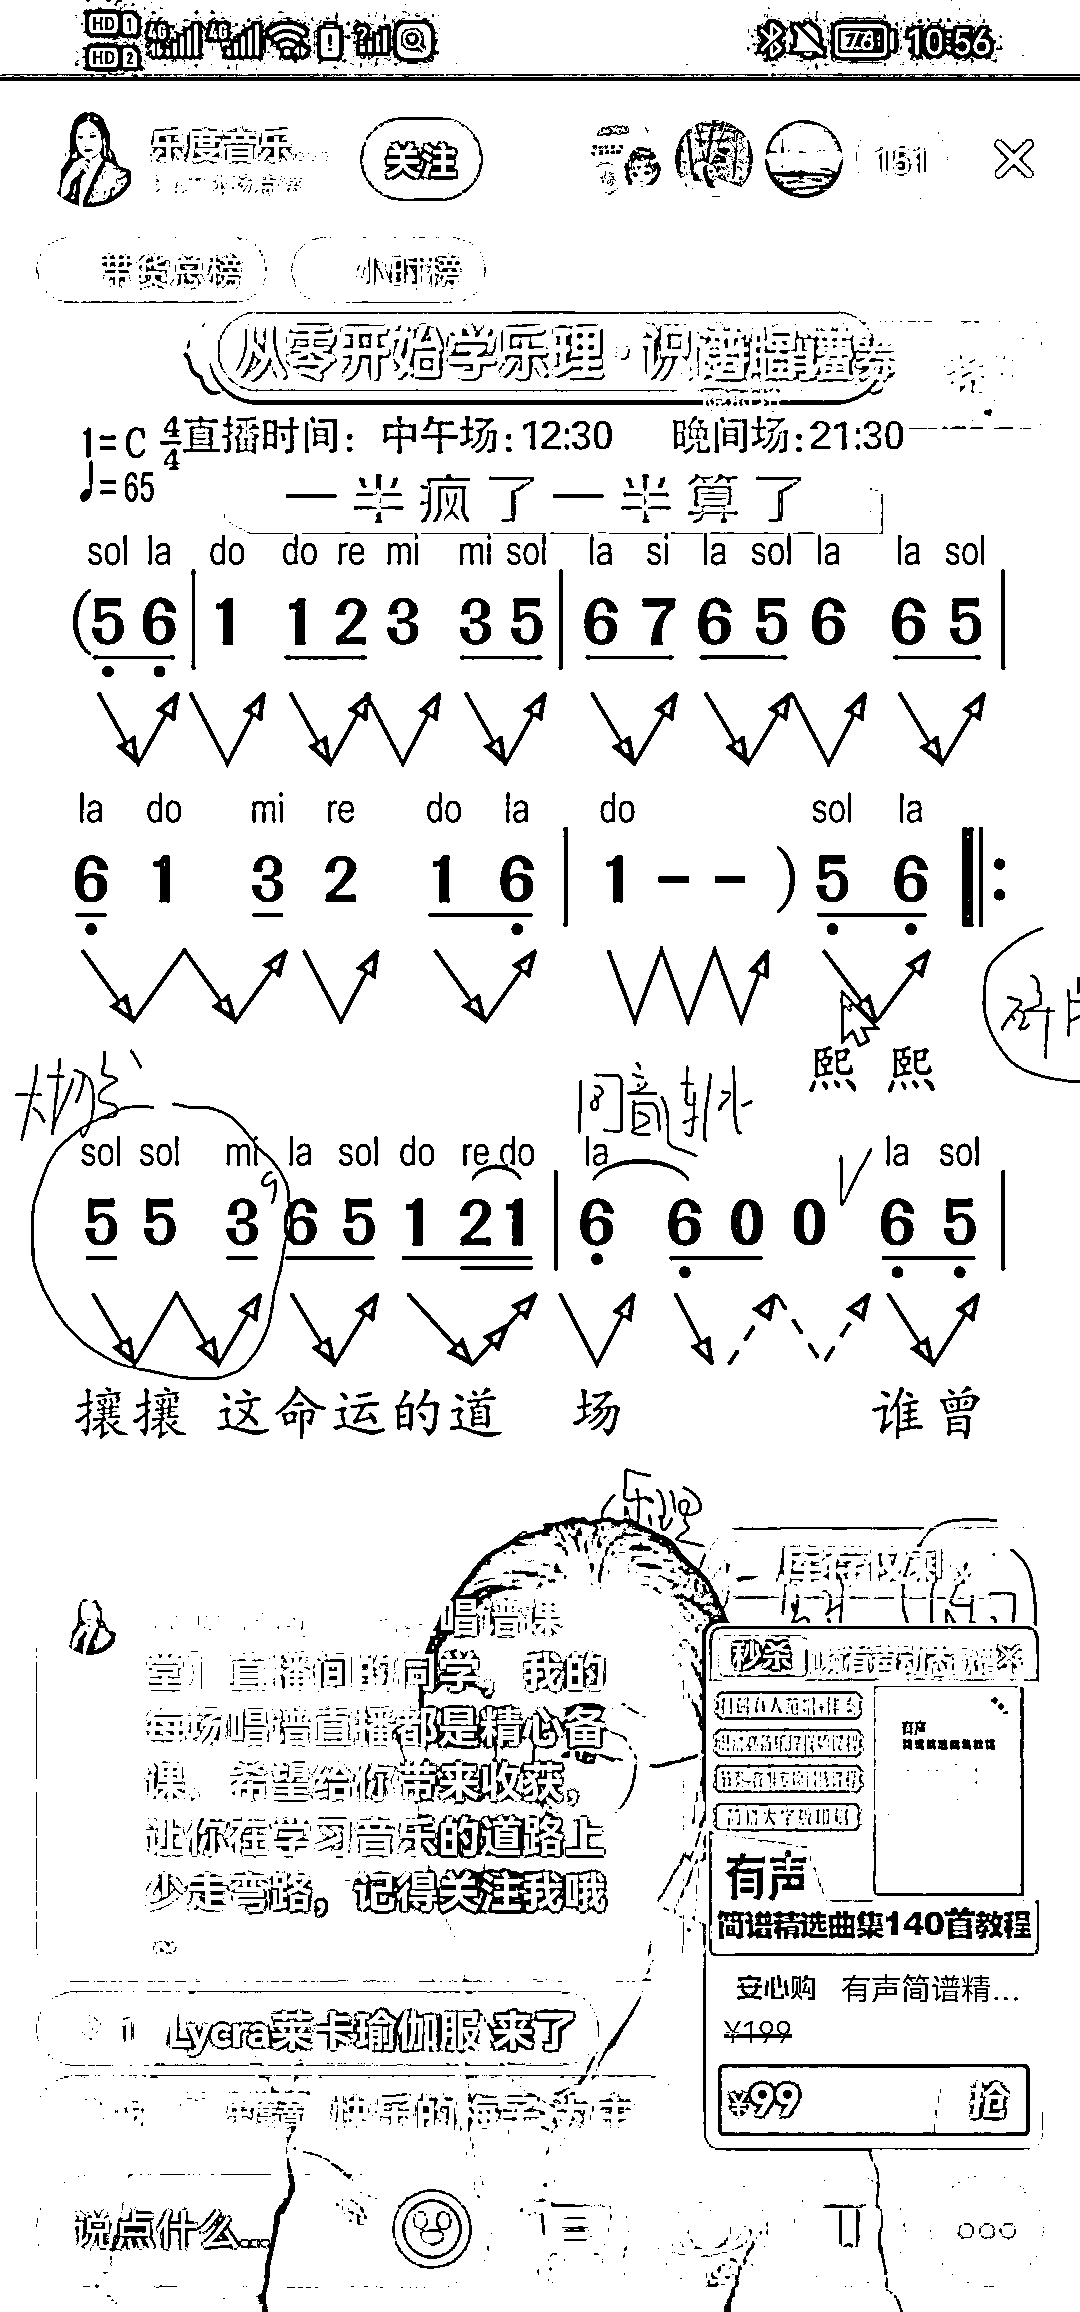 HD 1 4G 4G 78 10:56
HD 2
乐度音乐... 关注 151
带货总榜 小时榜
从零开始学乐理·识谱
1=C 4/4 直播时间：中午场：12:30 晚间场：21:30
♩=65
一半疯了一半算了
sol la do do re mi mi sol la si la sol la la sol
(5 6 | 1 1 2 3 3 5 | 6 7 6 5 6 6 5 |
la do mi re do la do sol la
6 1 3 2 1 6 | 1 - - ) 5 6 ‖:
熙 熙
同音
sol sol mi la sol do re do la la sol
5 5 3 6 5 1 2 1 | 6 6 0 0 6 5 |
攘攘 这命运的道 场 谁曾
乐理
唱谱课
堂】直播间的同学，我的
每场唱谱直播都是精心备
课，希望给你带来收获，
让你在学习音乐的道路上
少走弯路，记得关注我哦
~
秒杀
有声
简谱精选曲集140首教程
安心购 有声简谱精...
¥199
¥99 抢
Lycra莱卡瑜伽服 来了
说点什么...